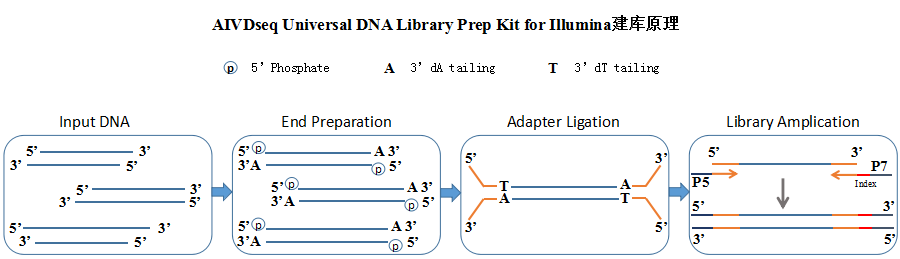 AIVDseq Universal DNA Library Prep Kit for Illumina建库原理
p 5’ Phosphate A 3’ dA tailing T 3’ dT tailing
Input DNA End Preparation Adapter Ligation Library Amplication
5’ 3’
3’ 5’
5’ 3’
3’ 5’
5’ 3’
3’ 5’
5’ p A 3’
3’ A p 5’
5’ p A 3’
3’ A p 5’
5’ p A 3’
3’ A p 5’
5’ 3’
T A
A T
3’ 5’
5’ 3’
P7
P5 Index
5’ 3’
3’ 5’